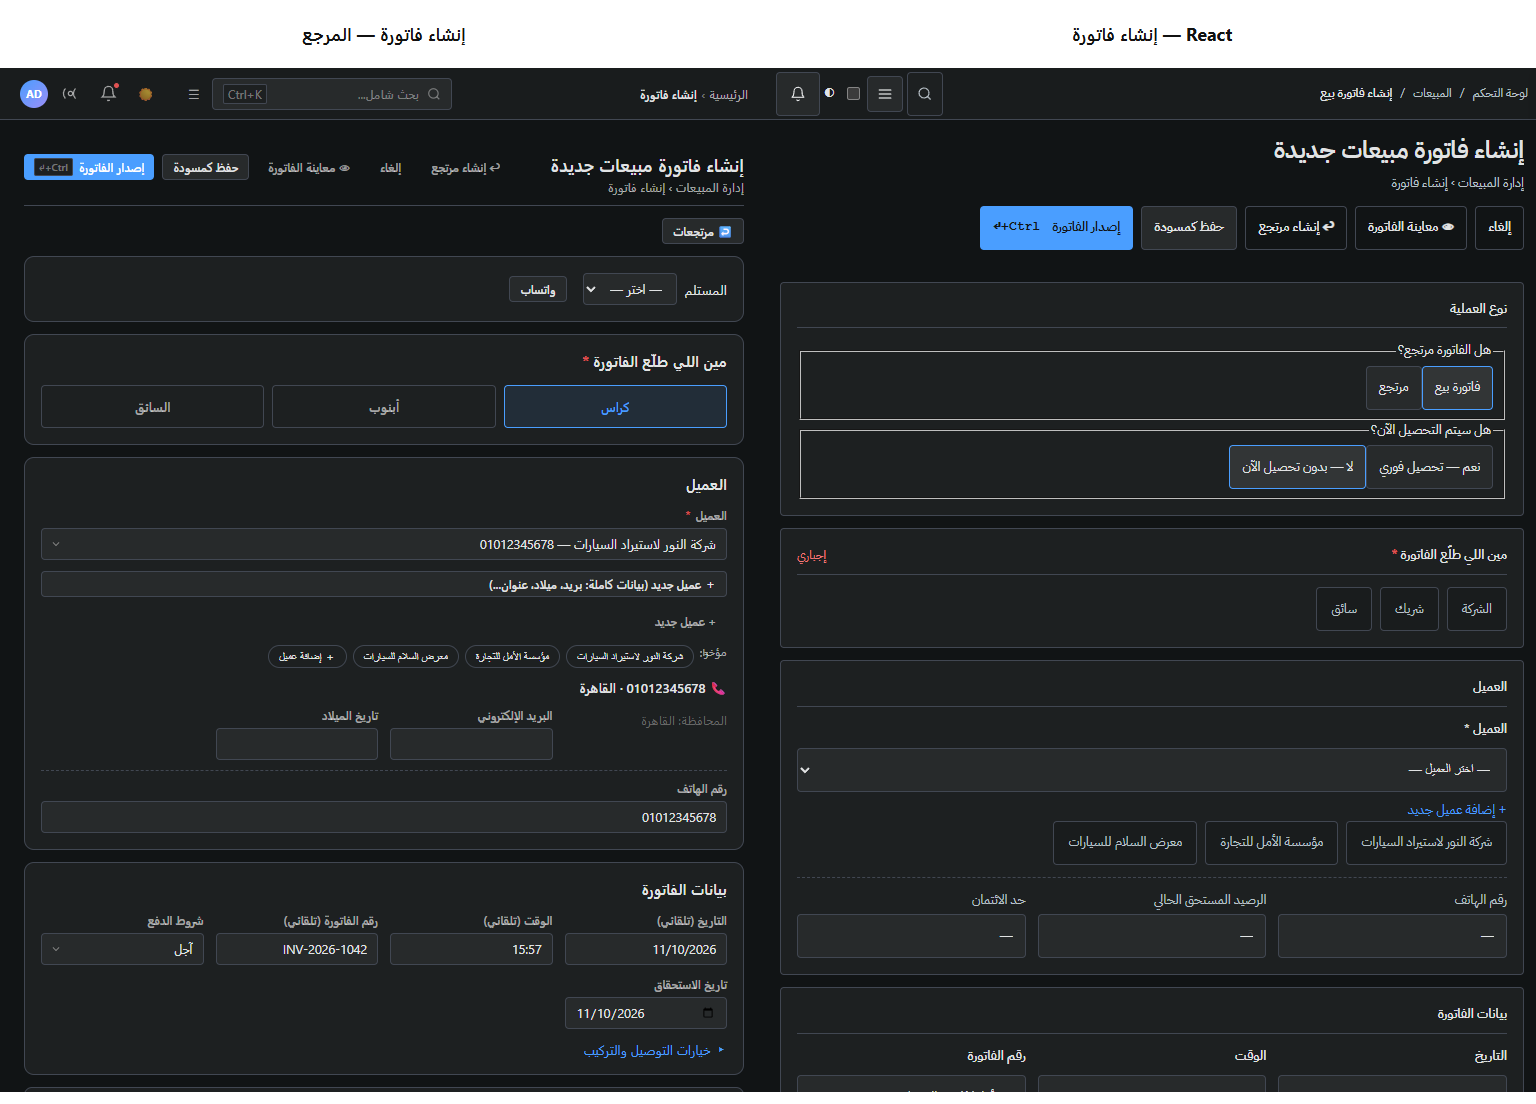 React — إنشاء فاتورة
لوحة التحكم / المبيعات / إنشاء فاتورة بيع
إنشاء فاتورة مبيعات جديدة
إدارة المبيعات › إنشاء فاتورة
إلغاء
معاينة الفاتورة
إنشاء مرتجع
حفظ كمسودة
إصدار الفاتورة Ctrl+↵
نوع العملية
هل الفاتورة مرتجع؟
فاتورة بيع
مرتجع
هل سيتم التحصيل الآن؟
نعم — تحصيل فوري
لا — بدون تحصيل الآن
مين اللي طلّع الفاتورة *
إجباري
الشركة
شريك
سائق
العميل
العميل *
— اختر العميل —
+ إضافة عميل جديد
شركة النور لاستيراد السيارات
مؤسسة الأمل للتجارة
معرض السلام للسيارات
رقم الهاتف
الرصيد المستحق الحالي
حد الائتمان
—
—
—
بيانات الفاتورة
التاريخ
الوقت
رقم الفاتورة
إنشاء فاتورة — المرجع
الرئيسية › إنشاء فاتورة
بحث شامل...
Ctrl+K
AD
إنشاء فاتورة مبيعات جديدة
إدارة المبيعات › إنشاء فاتورة
↩ إنشاء مرتجع
إلغاء
معاينة الفاتورة
حفظ كمسودة
إصدار الفاتورة Ctrl+↵
مرتجعات
المستلم
— اختر —
واتساب
مين اللي طلّع الفاتورة *
كراس
أبنوب
السائق
العميل
العميل *
شركة النور لاستيراد السيارات — 01012345678
+ عميل جديد (بيانات كاملة: بريد، ميلاد، عنوان...)
+ عميل جديد
مؤخرًا:
شركة النور لاستيراد السيارات
مؤسسة الأمل للتجارة
معرض السلام للسيارات
+ إضافة عميل
01012345678 · القاهرة
المحافظة: القاهرة
البريد الإلكتروني
تاريخ الميلاد
رقم الهاتف
01012345678
بيانات الفاتورة
التاريخ (تلقائي)
الوقت (تلقائي)
رقم الفاتورة (تلقائي)
شروط الدفع
11/10/2026
15:57
INV-2026-1042
آجل
تاريخ الاستحقاق
11/10/2026
خيارات التوصيل والتركيب